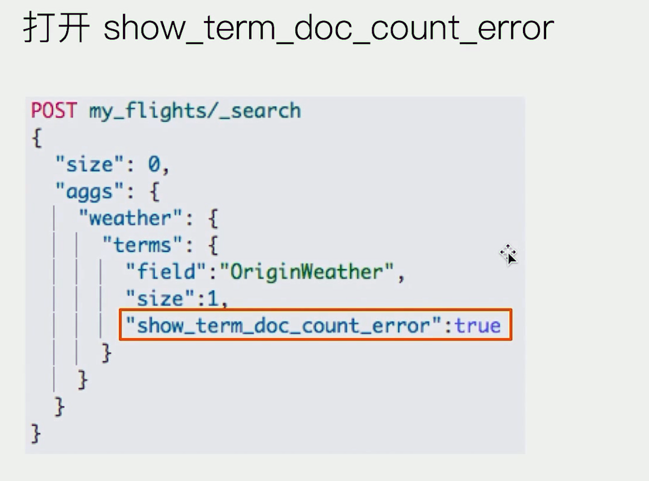 打开 show_term_doc_count_error
POST my_flights/_search
{
"size": 0,
"aggs": {
"weather": {
"terms": {
"field":"OriginWeather",
"size":1,
"show_term_doc_count_error":true
}
}
}
}